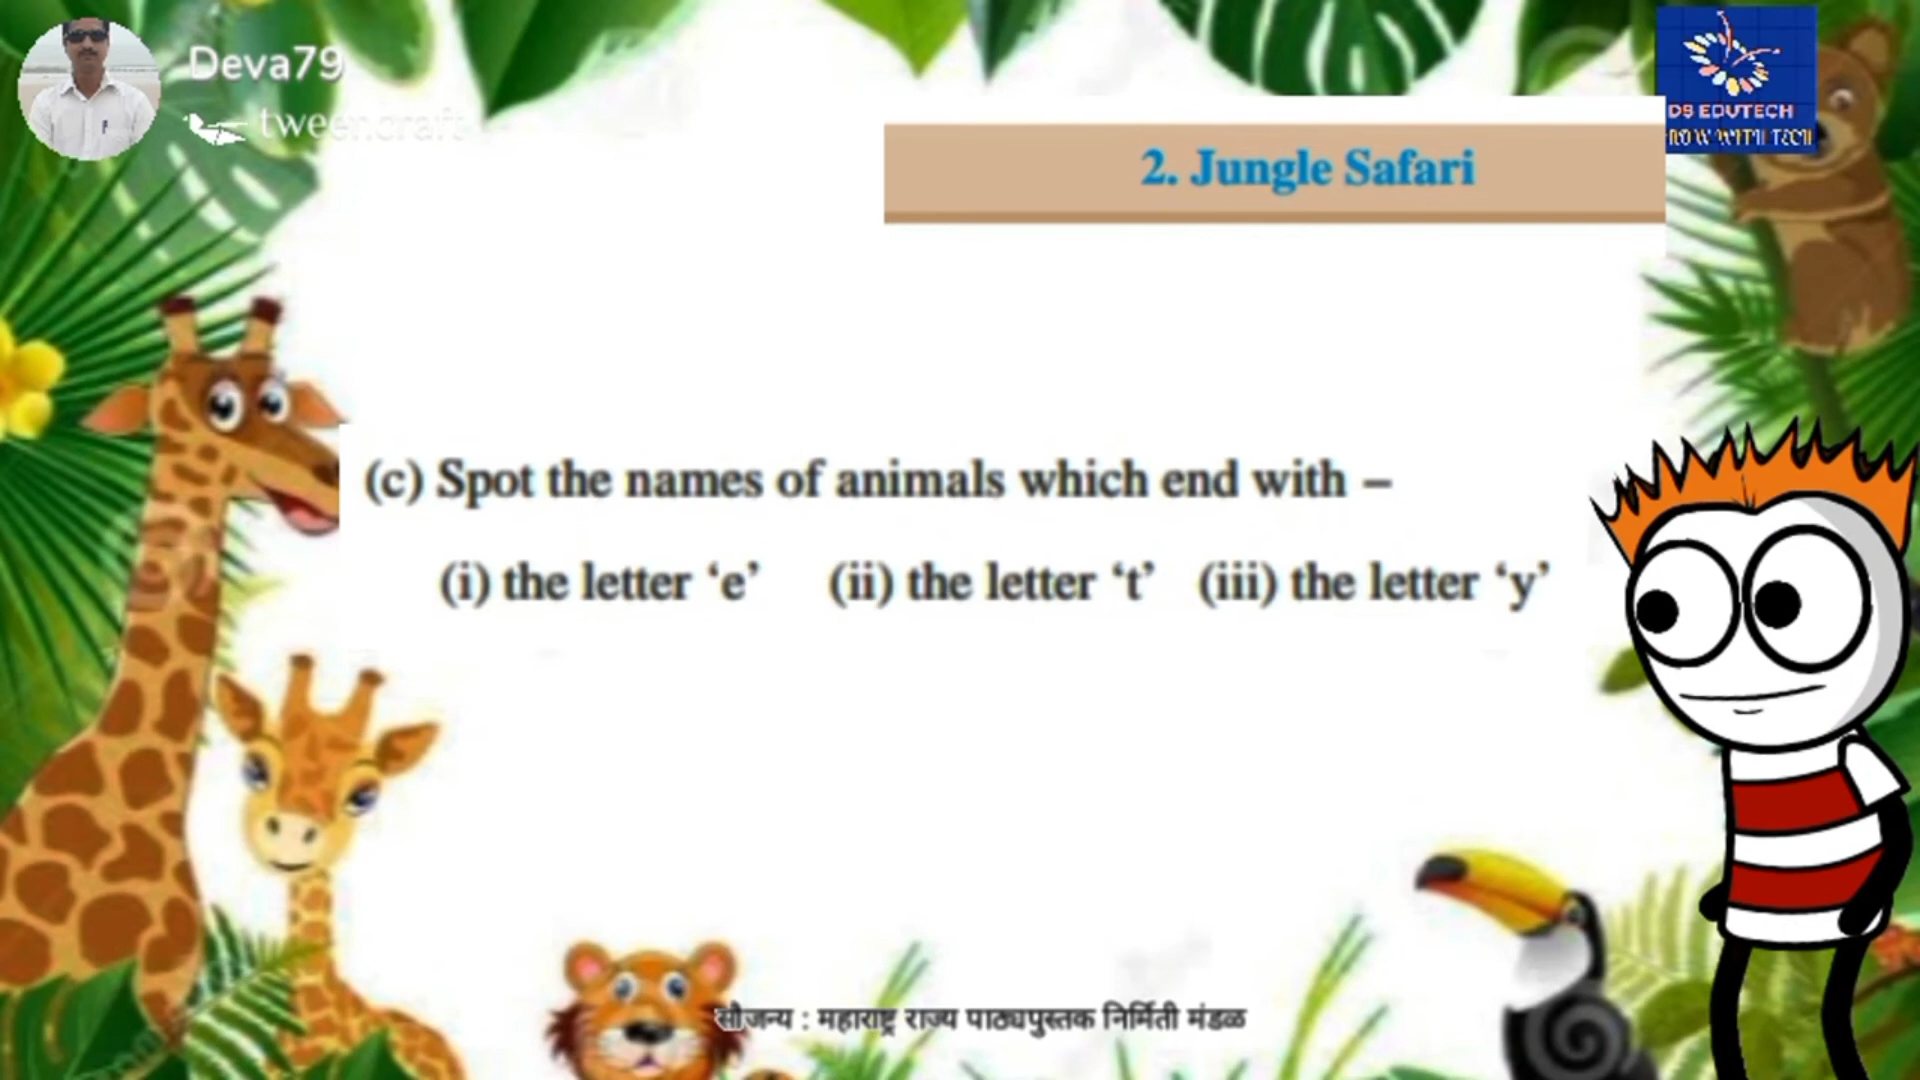 Deva79
tweencraft
DS EDUTECH
2. Jungle Safari
(c) Spot the names of animals which end with –
(i) the letter ‘e’ (ii) the letter ‘t’ (iii) the letter ‘y’
सौजन्य : महाराष्ट्र राज्य पाठ्यपुस्तक निर्मिती मंडळ